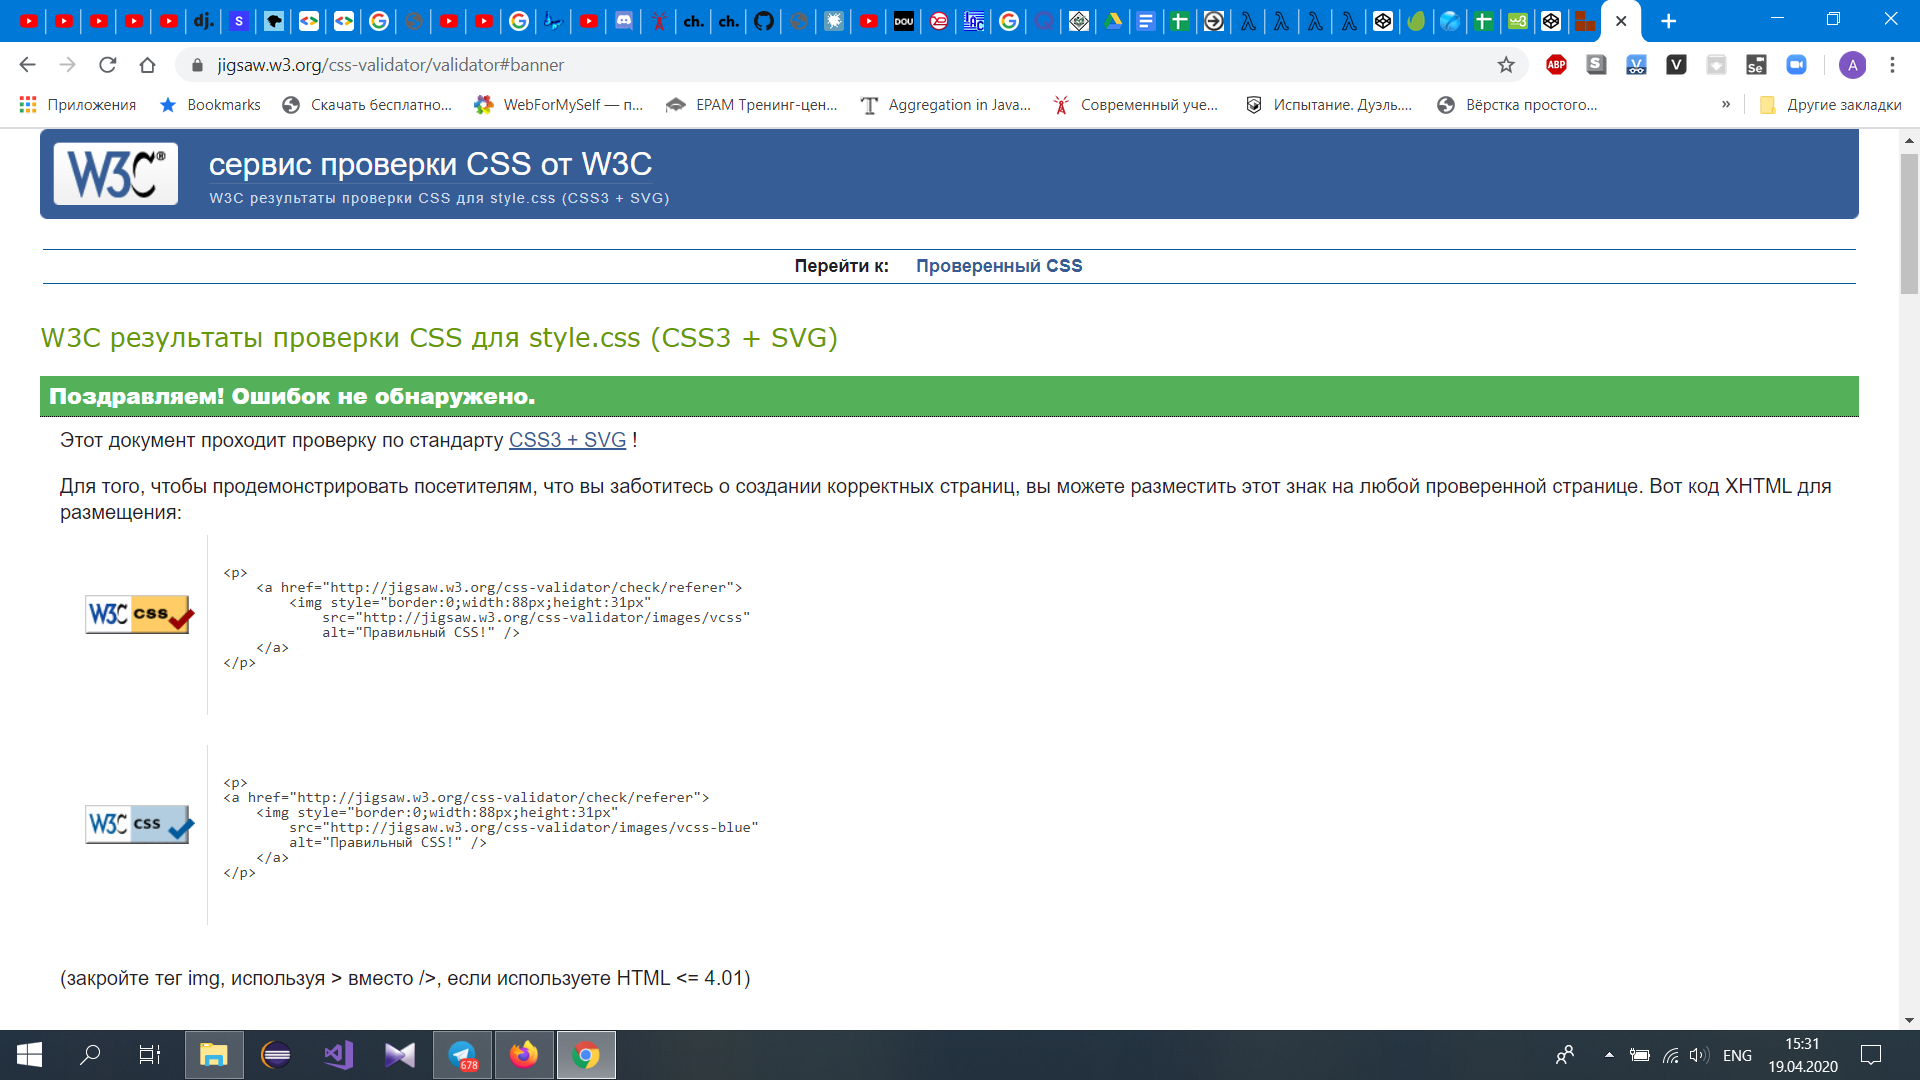 dj.
S
ch.
ch.
DOU
w3
jigsaw.w3.org/css-validator/validator#banner
ABP
S
V
V
Se
A
Приложения
Bookmarks
Скачать бесплатно...
WebForMySelf — п...
EPAM Тренинг-цен...
Aggregation in Java...
Современный уче...
Испытание. Дуэль....
Вёрстка простого...
»
Другие закладки
W3C®
сервис проверки CSS от W3C
W3C результаты проверки CSS для style.css (CSS3 + SVG)
Перейти к: Проверенный CSS
W3C результаты проверки CSS для style.css (CSS3 + SVG)
Поздравляем! Ошибок не обнаружено.
Этот документ проходит проверку по стандарту CSS3 + SVG !
Для того, чтобы продемонстрировать посетителям, что вы заботитесь о создании корректных страниц, вы можете разместить этот знак на любой проверенной странице. Вот код XHTML для
размещения:
W3C css
<p>
<a href="http://jigsaw.w3.org/css-validator/check/referer">
<img style="border:0;width:88px;height:31px"
src="http://jigsaw.w3.org/css-validator/images/vcss"
alt="Правильный CSS!" />
</a>
</p>
W3C css
<p>
<a href="http://jigsaw.w3.org/css-validator/check/referer">
<img style="border:0;width:88px;height:31px"
src="http://jigsaw.w3.org/css-validator/images/vcss-blue"
alt="Правильный CSS!" />
</a>
</p>
(закройте тег img, используя > вместо />, если используете HTML <= 4.01)
678
ENG
15:31
19.04.2020